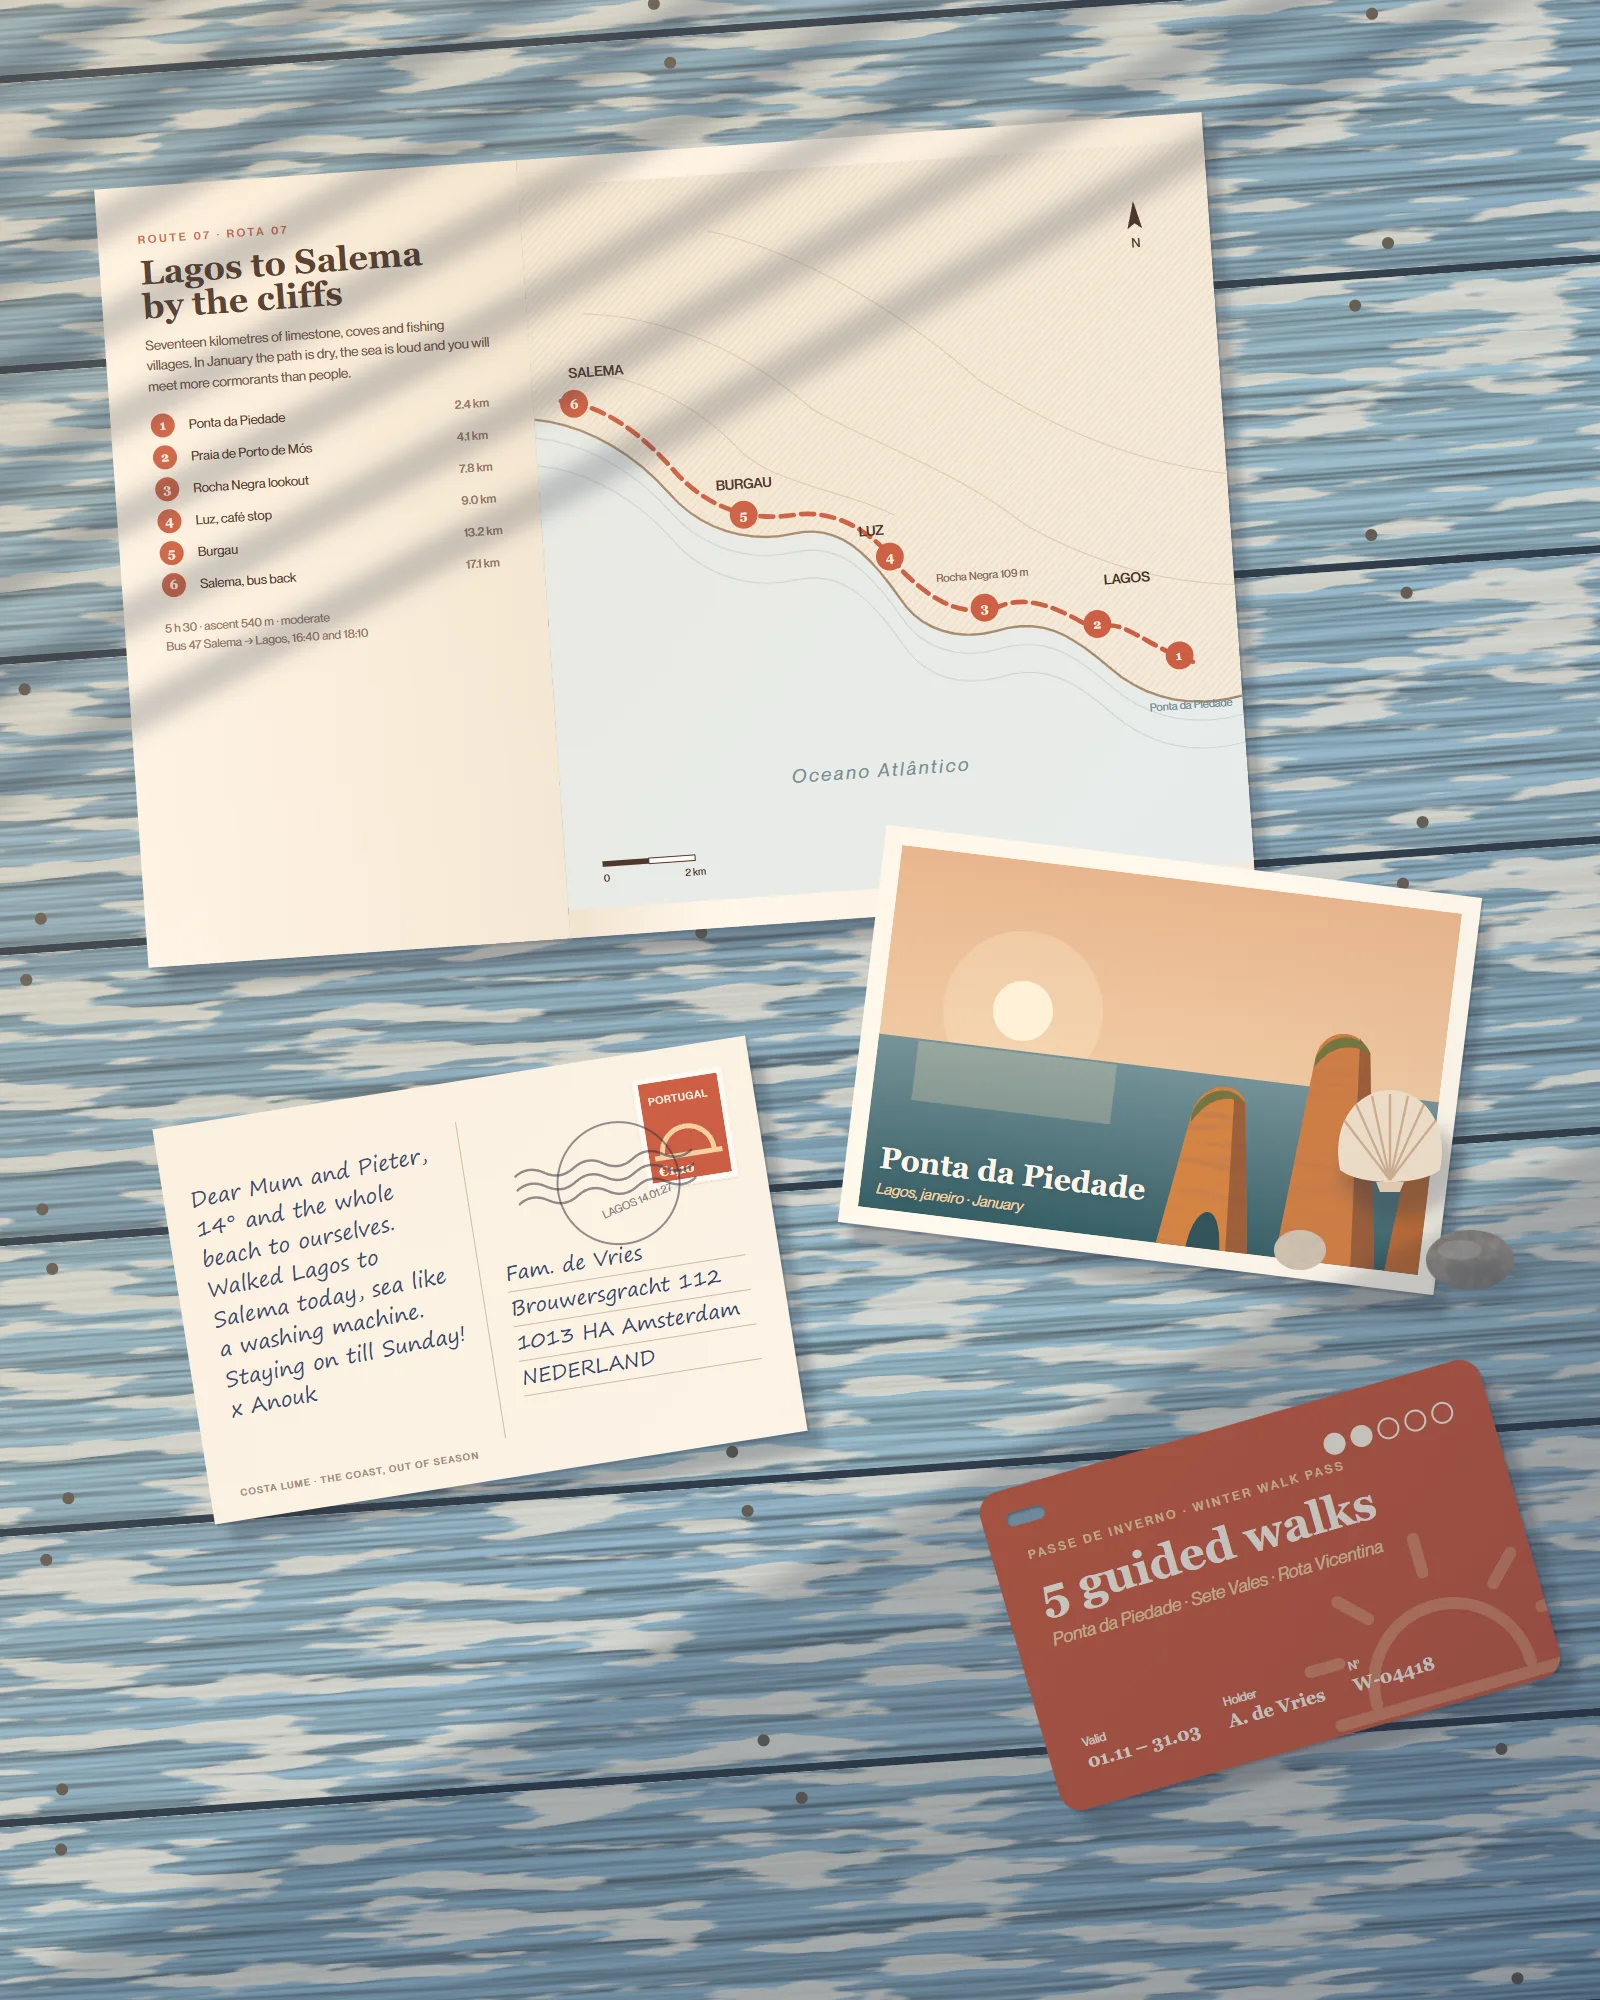 ROUTE 07 · ROTA 07
Lagos to Salema
by the cliffs
Seventeen kilometres of limestone, coves and fishing
villages. In January the path is dry, the sea is loud and you will
meet more cormorants than people.
1 Ponta da Piedade 2.4 km
2 Praia de Porto de Mós 4.1 km
3 Rocha Negra lookout 7.8 km
4 Luz, café stop 9.0 km
5 Burgau 13.2 km
6 Salema, bus back 17.1 km
5 h 30 · ascent 540 m · moderate
Bus 47 Salema → Lagos, 16:40 and 18:10
N
SALEMA
6
BURGAU
5
LUZ
4
Rocha Negra 109 m
3
LAGOS
2
1
Ponta da Piedade
Oceano Atlântico
0 2 km
Ponta da Piedade
Lagos, janeiro · January
PORTUGAL
€1.10
LAGOS 14.01.27
Dear Mum and Pieter,
14° and the whole
beach to ourselves.
Walked Lagos to
Salema today, sea like
a washing machine.
Staying on till Sunday!
x Anouk
Fam. de Vries
Brouwersgracht 112
1013 HA Amsterdam
NEDERLAND
COSTA LUME · THE COAST, OUT OF SEASON
PASSE DE INVERNO · WINTER WALK PASS
5 guided walks
Ponta da Piedade · Sete Vales · Rota Vicentina
Valid
01.11 – 31.03
Holder
A. de Vries
Nº
W-04418